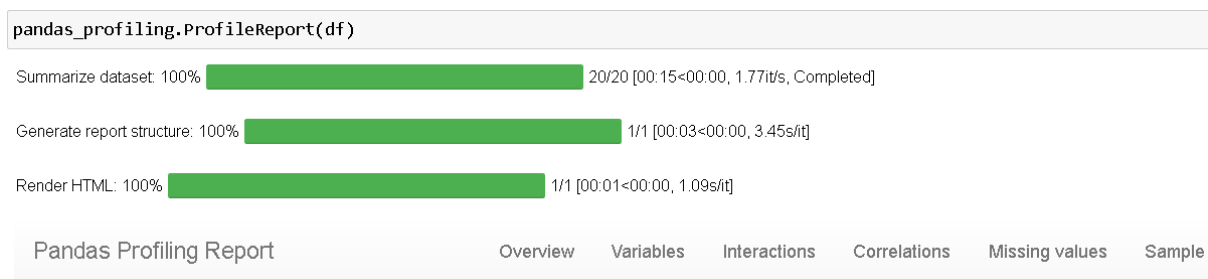 pandas_profiling.ProfileReport(df)
Summarize dataset: 100% 20/20 [00:15<00:00, 1.77it/s, Completed]
Generate report structure: 100% 1/1 [00:03<00:00, 3.45s/it]
Render HTML: 100% 1/1 [00:01<00:00, 1.09s/it]
Pandas Profiling Report Overview Variables Interactions Correlations Missing values Sample